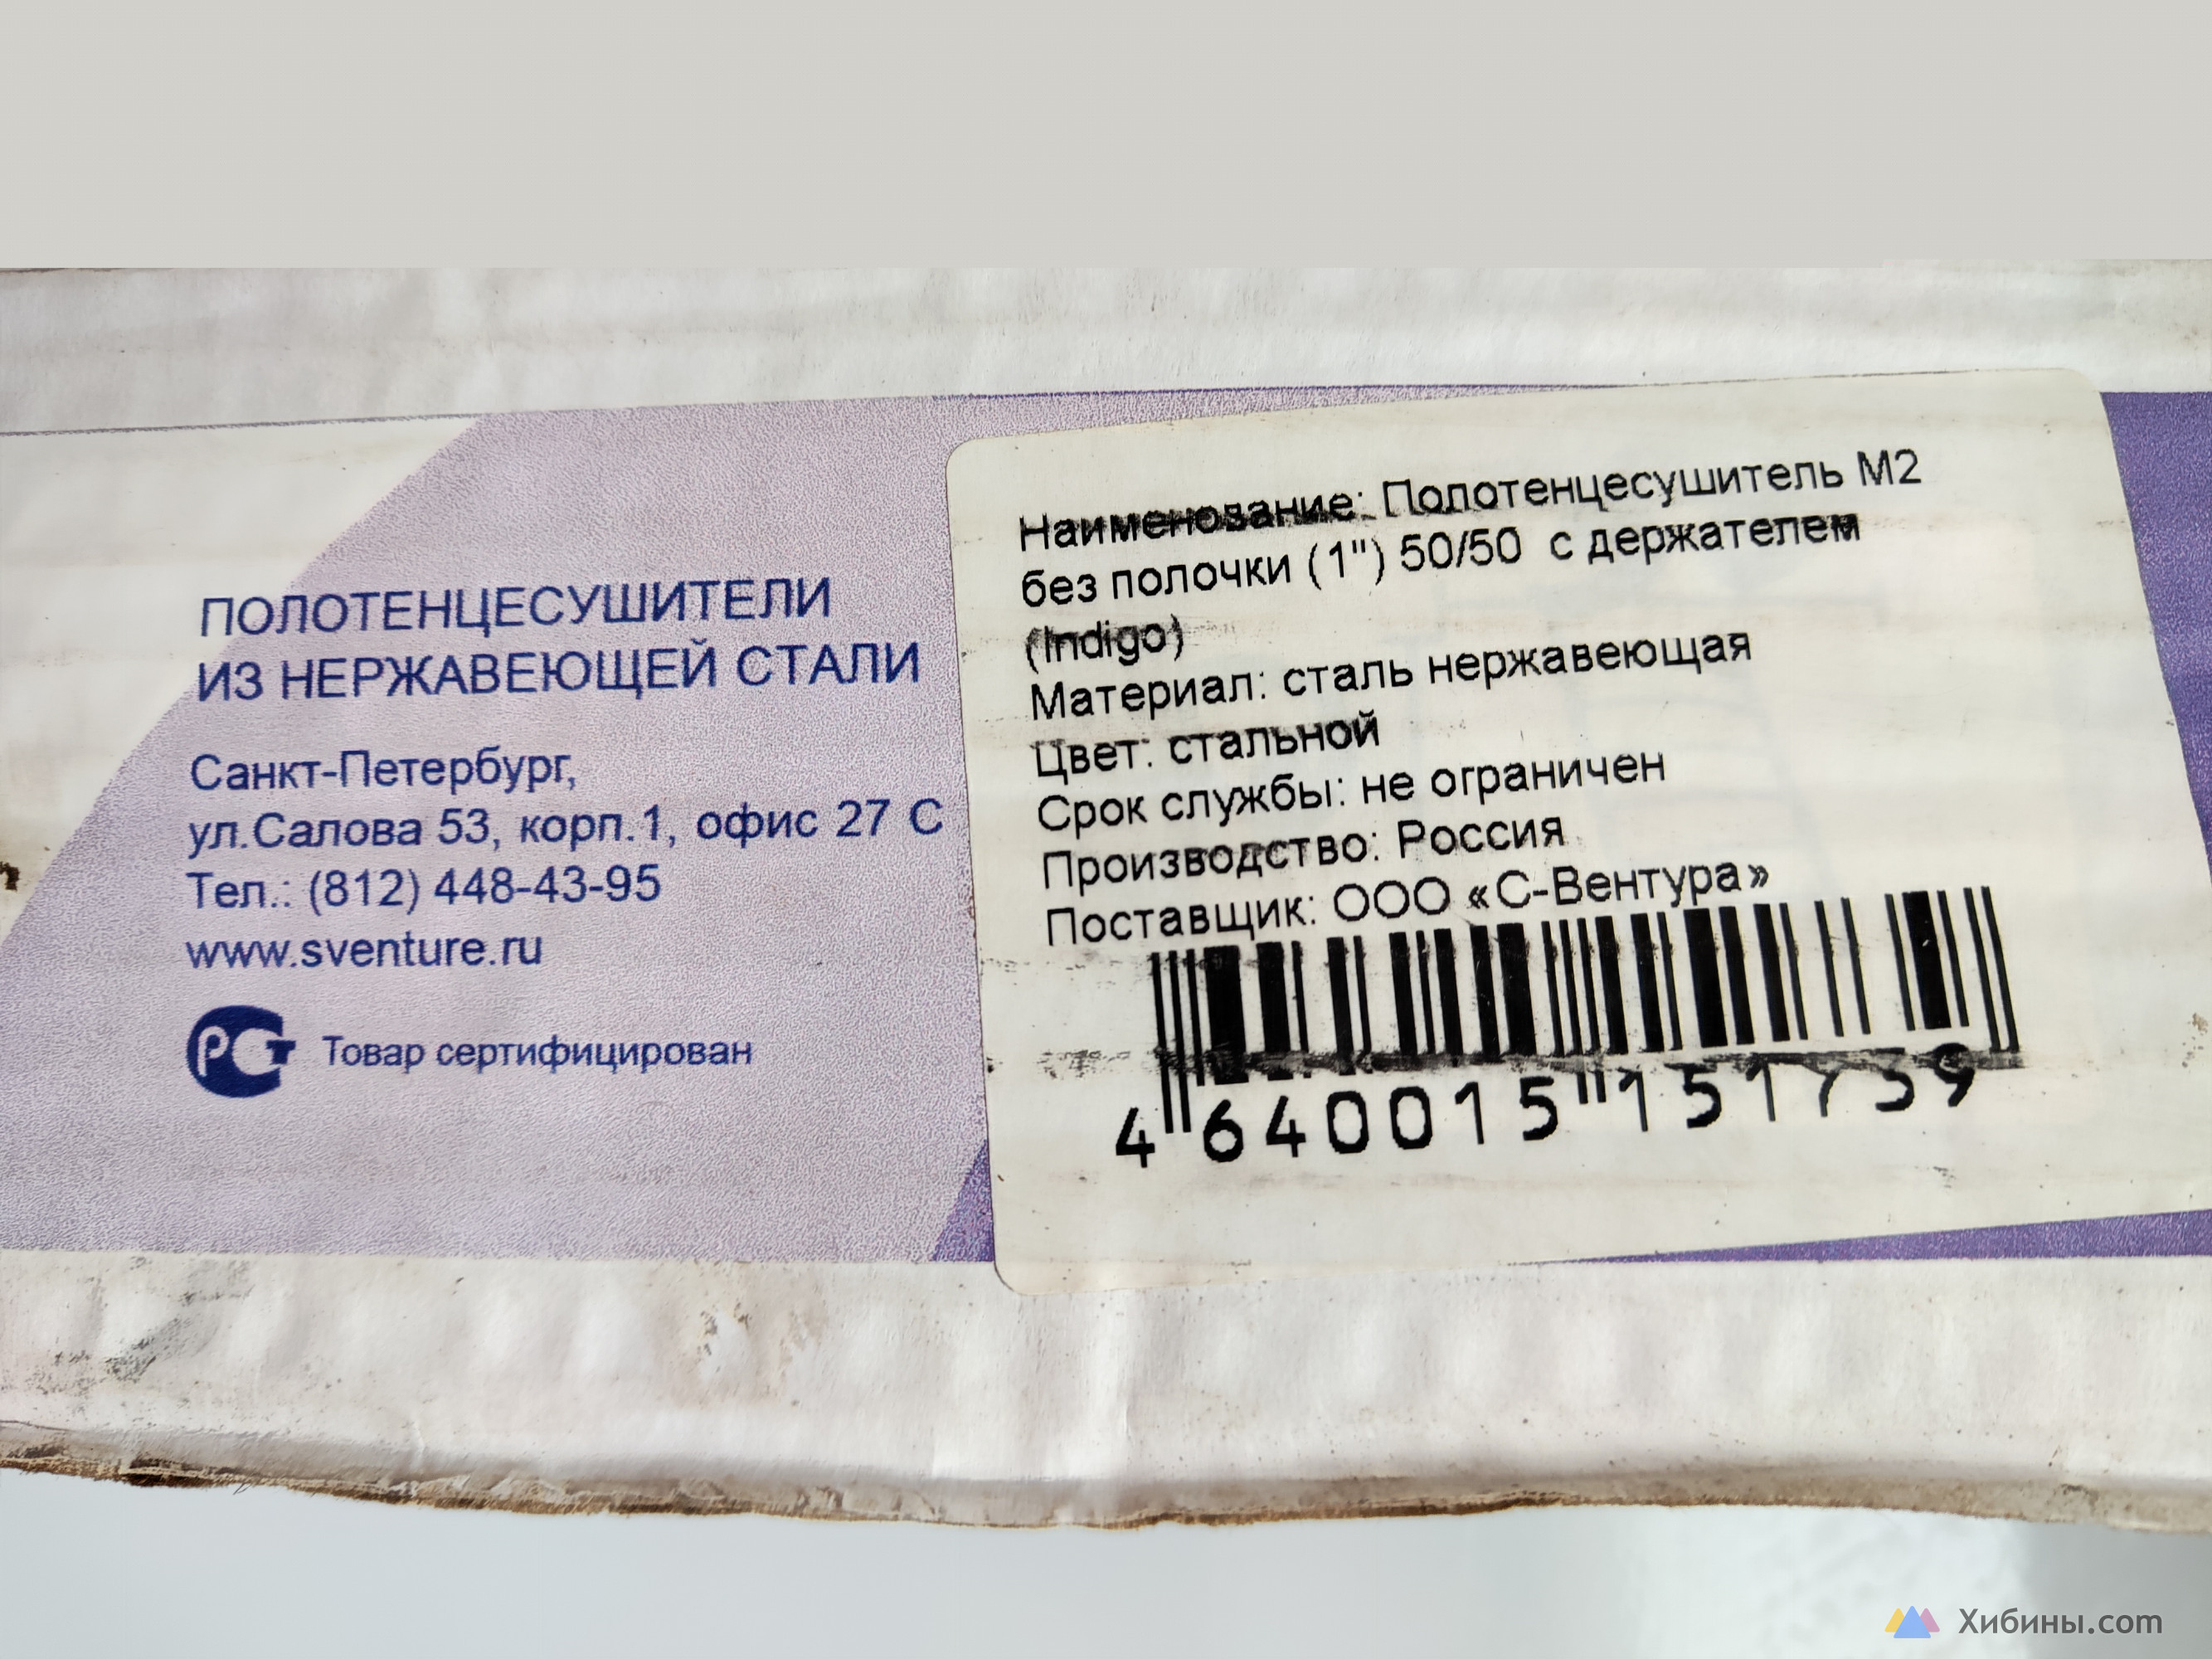 ПОЛОТЕНЦЕСУШИТЕЛИ
ИЗ НЕРЖАВЕЮЩЕЙ СТАЛИ
Санкт-Петербург,
ул.Салова 53, корп.1, офис 27 С
Тел.: (812) 448-43-95
www.sventure.ru
РСТ Товар сертифицирован
Наименование: Полотенцесушитель М2
без полочки (1") 50/50 с держателем
(Indigo)
Материал: сталь нержавеющая
Цвет: стальной
Срок службы: не ограничен
Производство: Россия
Поставщик: ООО «С-Вентура»
4 640015 151759
Хибины.com